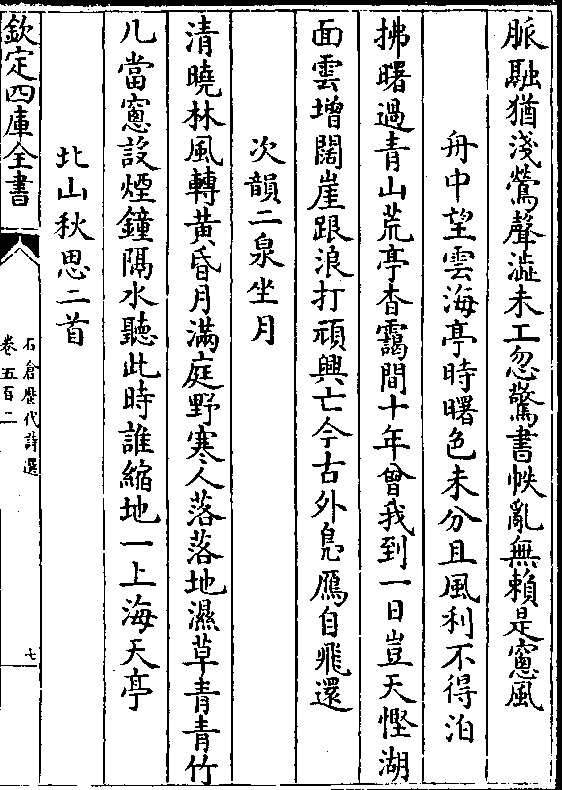 脈融猶淺鶯聲澁未工忽驚書帙亂無賴是窻風
舟中望雲海亭時曙色未分且風利不得泊
拂曙過青山荒亭杳靄間十年曾我到一日豈天慳湖
面雲增闊崖跟浪打頑興亡今古外鳬鴈自飛還
次韻二泉坐月
清曉林風轉黃昏月滿庭野寒人落落地濕草青青竹
几當窻設煙鐘隔水聽此時誰縮地一上海天亭
北山秋思二首
欽定四庫全書
石倉歷代詩選
卷五百二
七